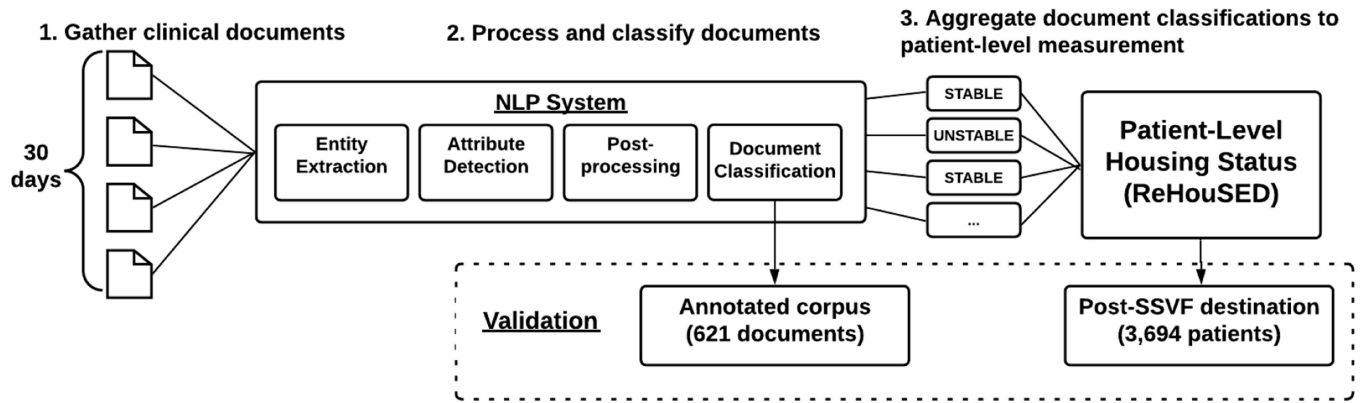 1. Gather clinical documents
2. Process and classify documents
3. Aggregate document classifications to
patient-level measurement
30
days
NLP System
Entity
Extraction
Attribute
Detection
Post-
processing
Document
Classification
STABLE
UNSTABLE
STABLE
...
Patient-Level
Housing Status
(ReHouSED)
Validation
Annotated corpus
(621 documents)
Post-SSVF destination
(3,694 patients)